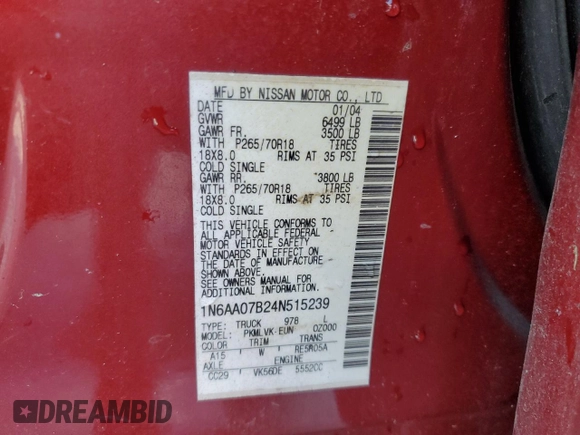 MFD BY NISSAN MOTOR CO., LTD
DATE 01/04
GVWR 6499 LB
GAWR FR. 3500 LB
WITH P265/70R18 TIRES
18X8.0 RIMS AT 35 PSI
COLD SINGLE
GAWR RR. 3800 LB
WITH P265/70R18 TIRES
18X8.0 RIMS AT 35 PSI
COLD SINGLE
THIS VEHICLE CONFORMS TO
ALL APPLICABLE FEDERAL
MOTOR VEHICLE SAFETY
STANDARDS IN EFFECT ON
THE DATE OF MANUFACTURE
SHOWN ABOVE.
SEE OWNERS MANUAL FOR
ADDITIONAL INFORMATION.
1N6AA07B24N515239
TYPE: TRUCK 978 L
MODEL: PKMLVK EUN 0Z000
COLOR TRIM TRANS
A15 W RE5R05A
AXLE ENGINE
CC29 VK56DE 5552CC
DREAMBID